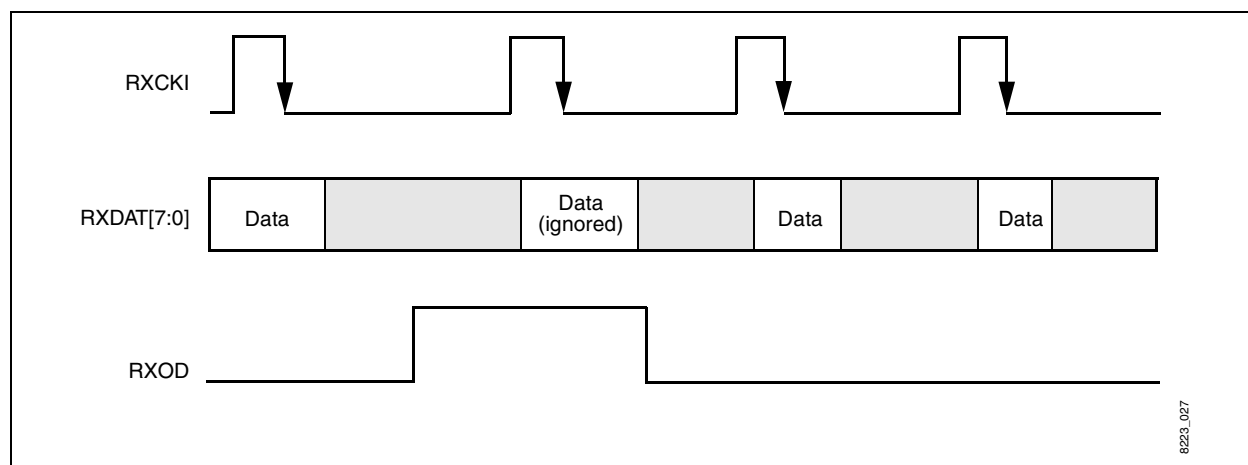 RXCKI
RXDAT[7:0]
Data
Data
(ignored)
Data
Data
RXOD
8223_027